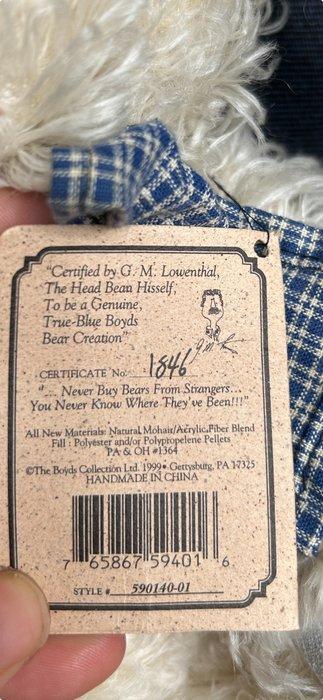 "Certified by G. M. Lowenthal,
The Head Bean Hisself,
To be a Genuine,
True-Blue Boyds
Bear Creation"
CERTIFICATE No. 1846
"... Never Buy Bears From Strangers...
You Never Know Where They've Been!!!"
All New Materials: Natural Mohair/Acrylic Fiber Blend
Fill: Polyester and/or Polypropelene Pellets
PA & OH #1364
©The Boyds Collection Ltd. 1999 • Gettysburg, PA 17325
HANDMADE IN CHINA
7 65867 59401 6
STYLE # 590140-01